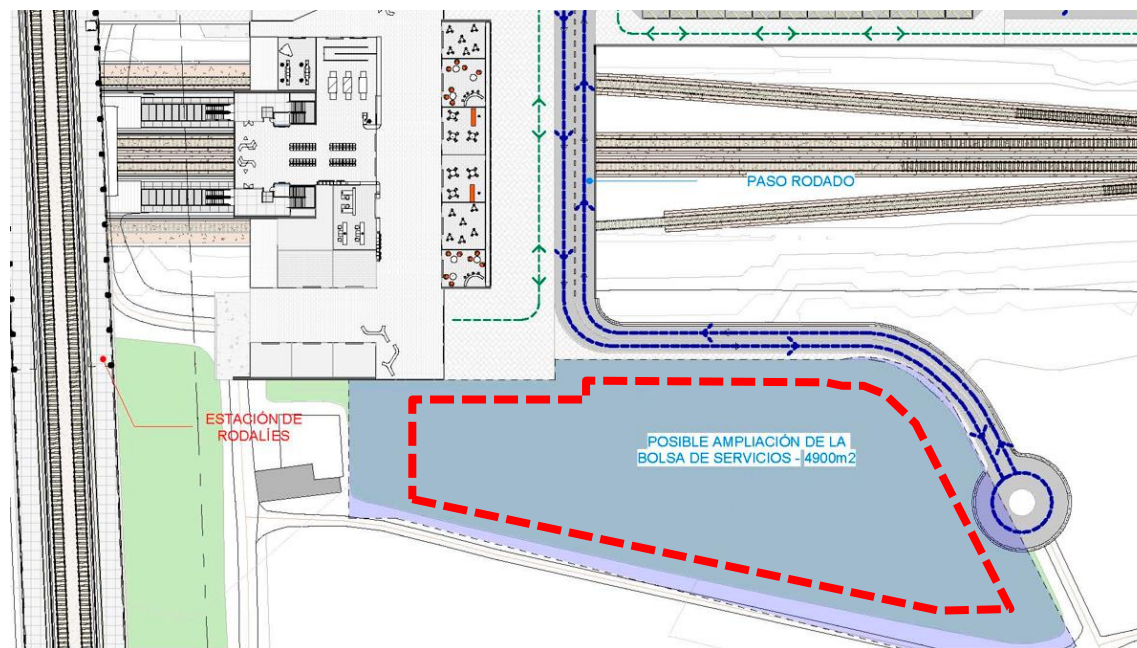 PASO RODADO
ESTACIÓN DE
RODALÍES
POSIBLE AMPLIACIÓN DE LA
BOLSA DE SERVICIOS - 4900m2